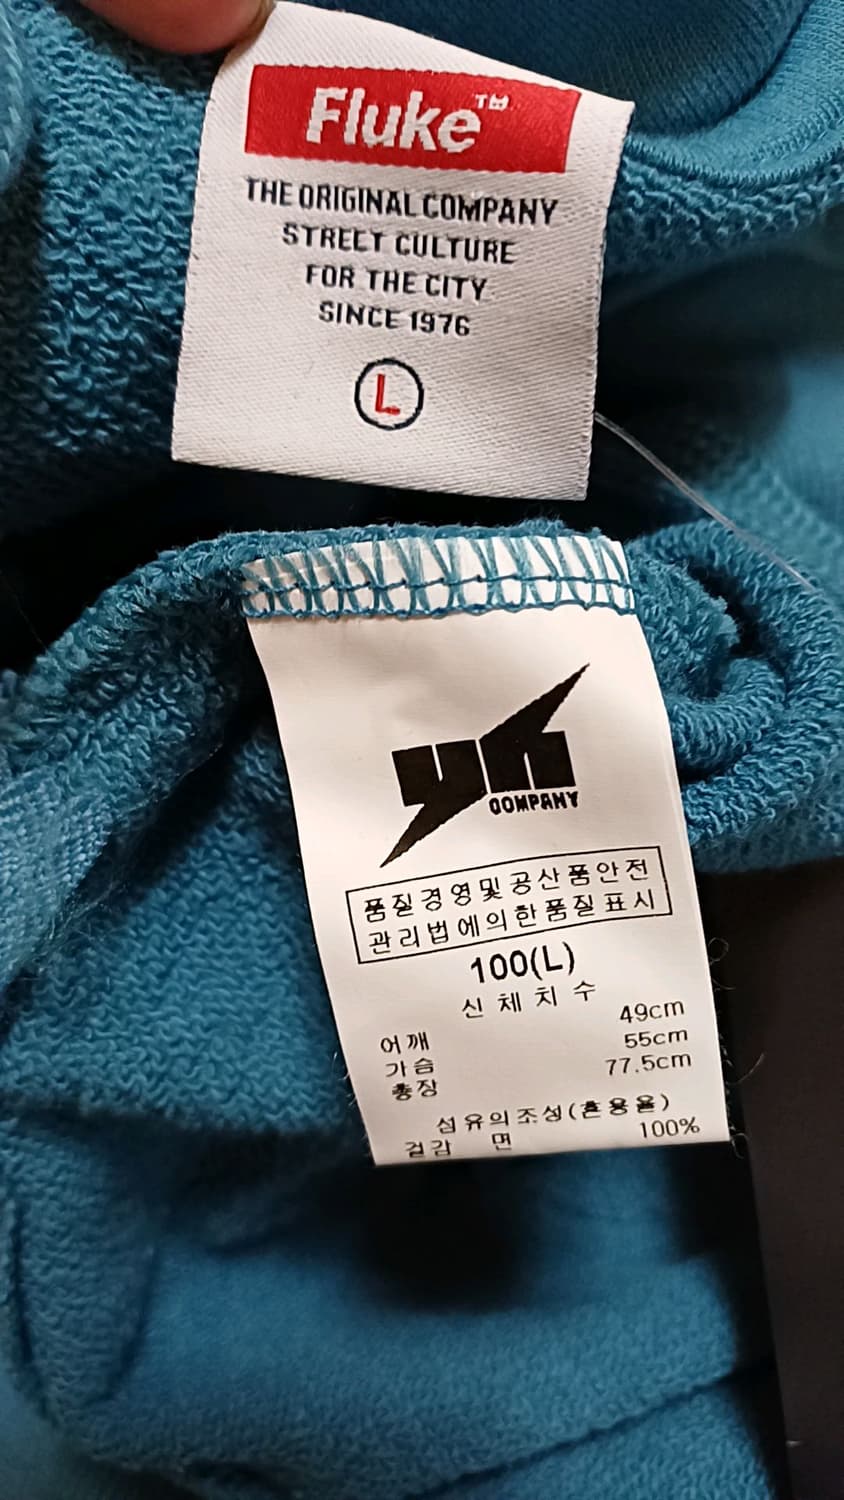 Fluke™
THE ORIGINAL COMPANY
STREET CULTURE
FOR THE CITY
SINCE 1976
L
yn
COMPANY
품질경영및공산품안전
관리법에의한품질표시
100(L)
신체치수
어깨 49cm
가슴 55cm
총장 77.5cm
섬유의조성(혼용율)
겉감 면 100%